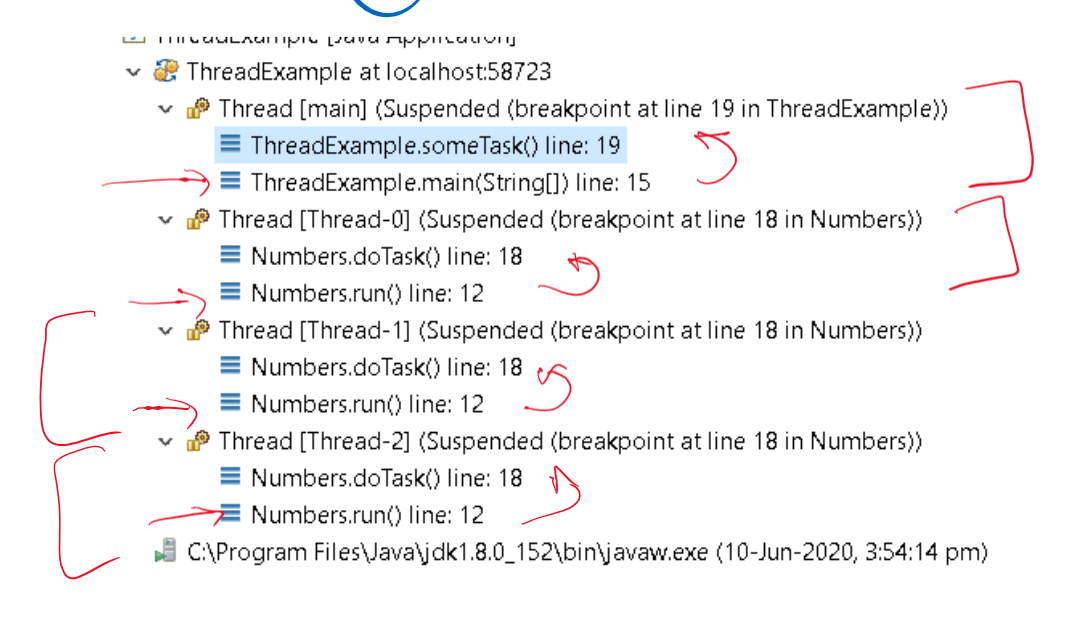 ThreadExample [Java Application]
ThreadExample at localhost:58723
Thread [main] (Suspended (breakpoint at line 19 in ThreadExample))
ThreadExample.someTask() line: 19
ThreadExample.main(String[]) line: 15
Thread [Thread-0] (Suspended (breakpoint at line 18 in Numbers))
Numbers.doTask() line: 18
Numbers.run() line: 12
Thread [Thread-1] (Suspended (breakpoint at line 18 in Numbers))
Numbers.doTask() line: 18
Numbers.run() line: 12
Thread [Thread-2] (Suspended (breakpoint at line 18 in Numbers))
Numbers.doTask() line: 18
Numbers.run() line: 12
C:\Program Files\Java\jdk1.8.0_152\bin\javaw.exe (10-Jun-2020, 3:54:14 pm)